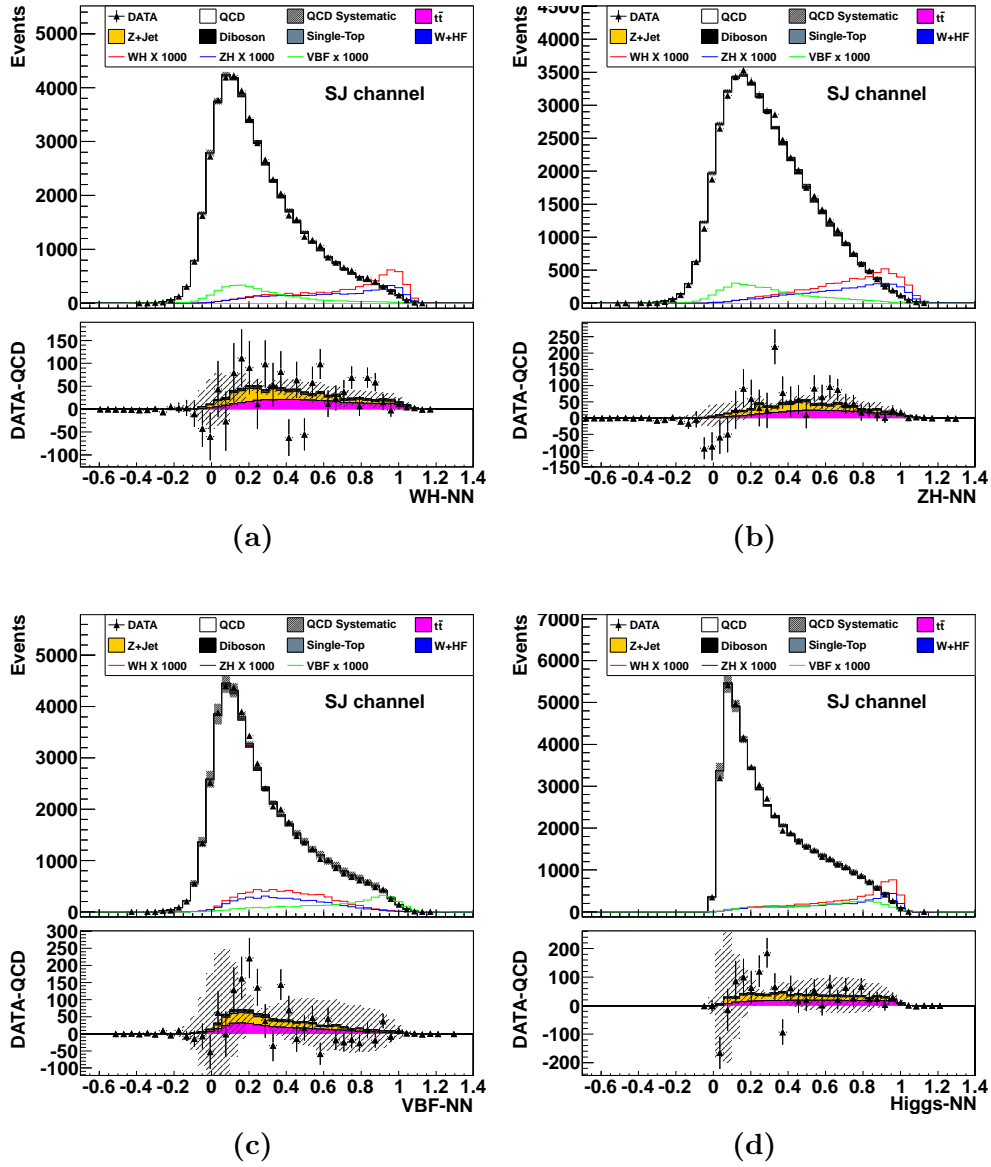 Events
DATA QCD QCD Systematic tt̄
Z+Jet Diboson Single-Top W+HF
WH X 1000 ZH X 1000 VBF x 1000
SJ channel
4000
3000
2000
1000
0
DATA-QCD
150
100
50
0
-50
-100
-0.6 -0.4 -0.2 0 0.2 0.4 0.6 0.8 1 1.2 1.4
WH-NN
(a)
Events
4500
DATA QCD QCD Systematic tt̄
Z+Jet Diboson Single-Top W+HF
WH X 1000 ZH X 1000 VBF x 1000
SJ channel
4000
3500
3000
2500
2000
1500
1000
500
0
DATA-QCD
250
200
150
100
50
0
-50
-100
-150
-0.6 -0.4 -0.2 0 0.2 0.4 0.6 0.8 1 1.2 1.4
ZH-NN
(b)
Events
DATA QCD QCD Systematic tt̄
Z+Jet Diboson Single-Top W+HF
WH X 1000 ZH X 1000 VBF x 1000
SJ channel
5000
4000
3000
2000
1000
0
DATA-QCD
300
250
200
150
100
50
0
-50
-100
-0.6 -0.4 -0.2 0 0.2 0.4 0.6 0.8 1 1.2 1.4
VBF-NN
(c)
Events
7000
DATA QCD QCD Systematic tt̄
Z+Jet Diboson Single-Top W+HF
WH X 1000 ZH X 1000 VBF x 1000
SJ channel
6000
5000
4000
3000
2000
1000
0
DATA-QCD
200
100
0
-100
-200
-0.6 -0.4 -0.2 0 0.2 0.4 0.6 0.8 1 1.2 1.4
Higgs-NN
(d)